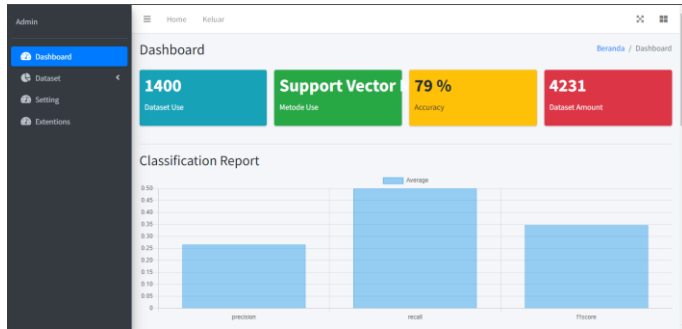 Admin
Home Keluar
Dashboard
Dataset
Setting
Extentions
Dashboard
Beranda / Dashboard
1400
Dataset Use
Support Vector
Metode Use
79 %
Accuracy
4231
Dataset Amount
Classification Report
Average
0.50
0.45
0.40
0.35
0.30
0.25
0.20
0.15
0.10
0.05
0
precision recall f1score